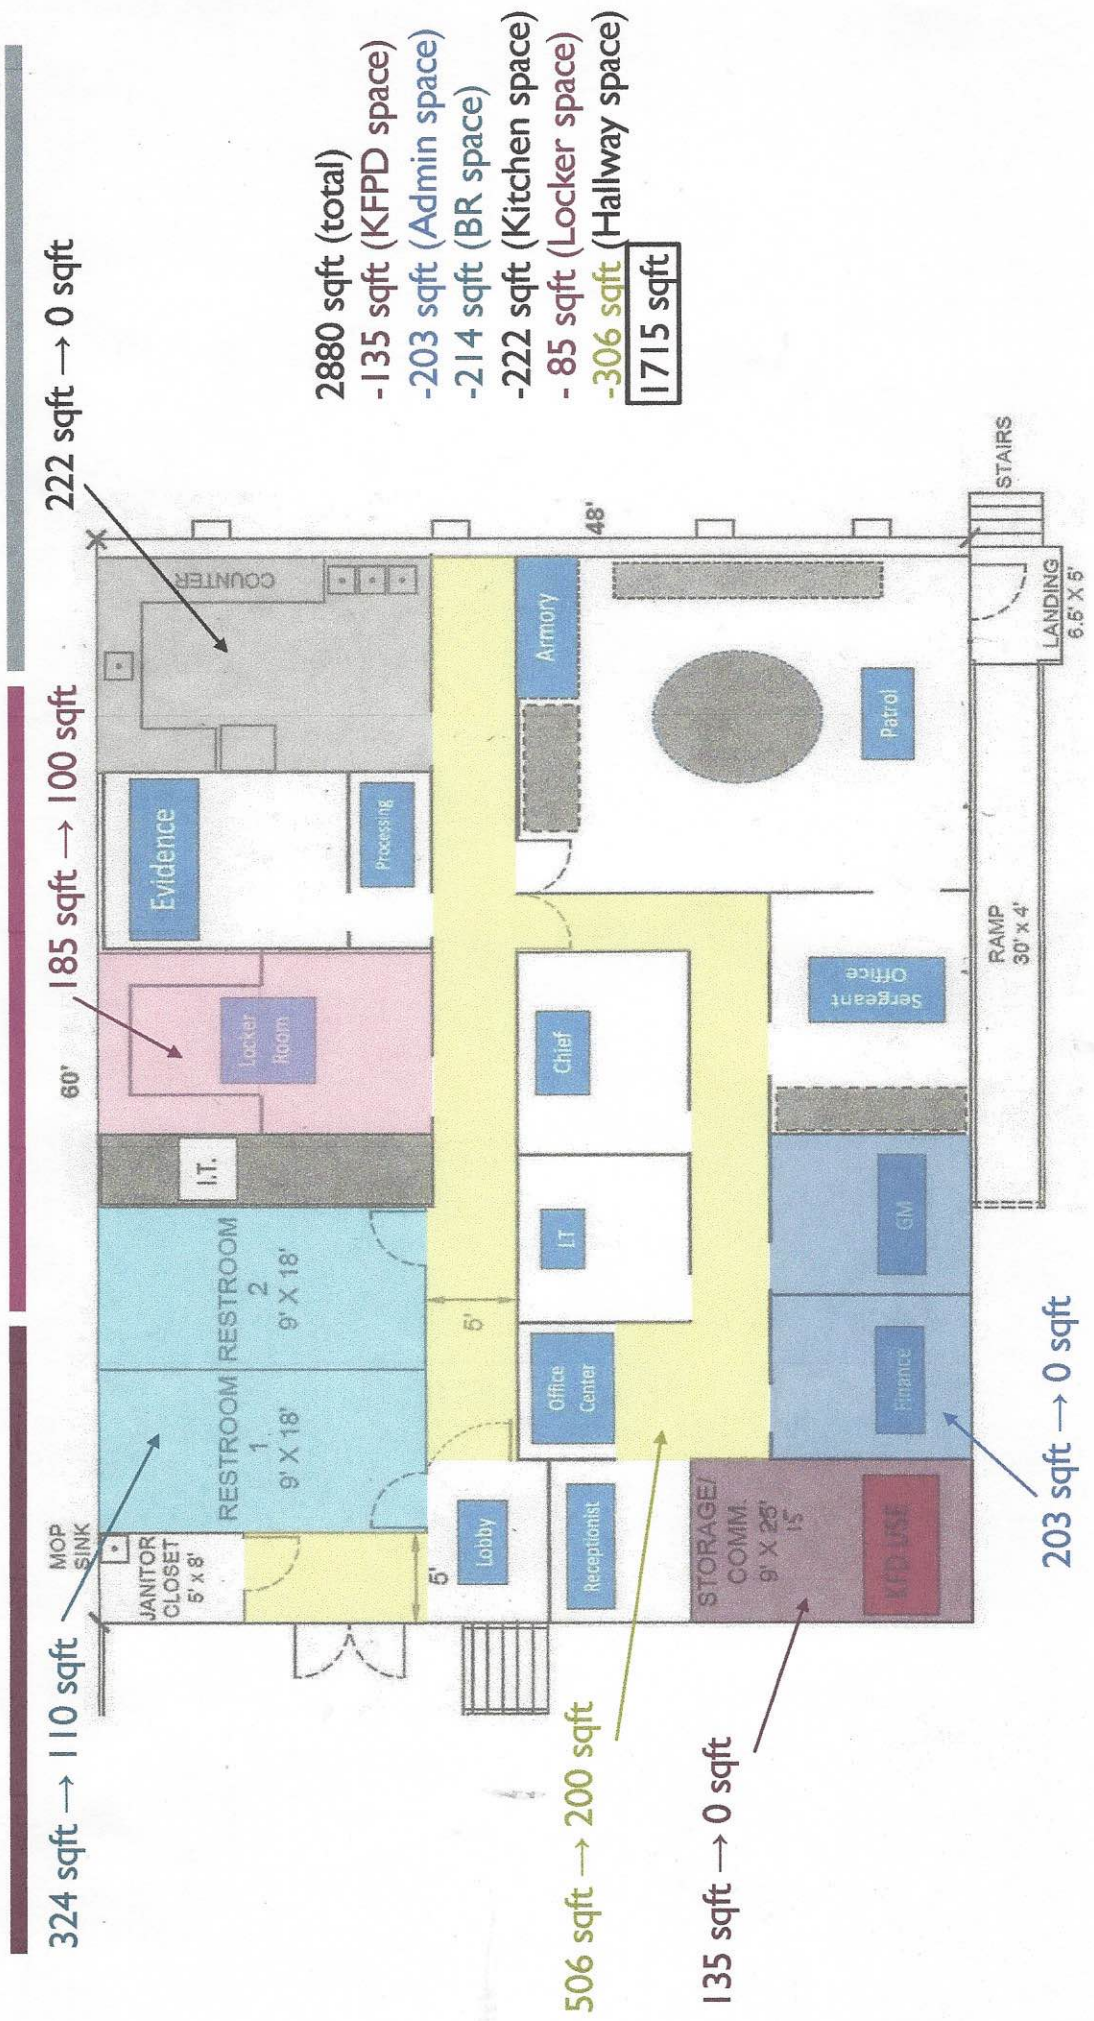 324 sqft → 110 sqft
185 sqft → 100 sqft
222 sqft → 0 sqft
60'
MOP
SINK
JANITOR
CLOSET
5' x 8'
RESTROOM
1
9' X 18'
RESTROOM
2
9' X 18'
I.T.
Locker
Room
Evidence
Processing
COUNTER
5'
5'
Lobby
Receptionist
Office
Center
LT
Chief
Armory
48'
Patrol
STORAGE/
COMM.
9' X 25'
15'
KFD USE
Finance
GM
Sergeant
Office
RAMP
30' x 4'
LANDING
6.5' X 5'
STAIRS
506 sqft → 200 sqft
135 sqft → 0 sqft
203 sqft → 0 sqft
2880 sqft (total)
-135 sqft (KFPD space)
-203 sqft (Admin space)
-214 sqft (BR space)
-222 sqft (Kitchen space)
- 85 sqft (Locker space)
-306 sqft (Hallway space)
1715 sqft